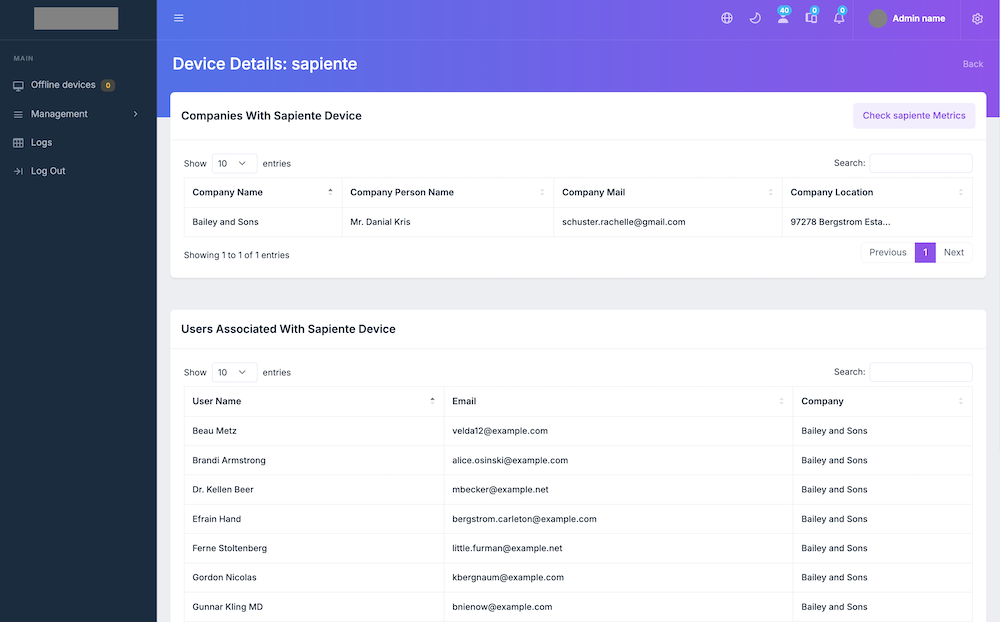 40 0 0 Admin name
MAIN
Offline devices 0
Management
Logs
Log Out
Device Details: sapiente Back
Companies With Sapiente Device Check sapiente Metrics
Show 10 entries Search:
Company Name Company Person Name Company Mail Company Location
Bailey and Sons Mr. Danial Kris schuster.rachelle@gmail.com 97278 Bergstrom Esta...
Showing 1 to 1 of 1 entries Previous 1 Next
Users Associated With Sapiente Device
Show 10 entries Search:
User Name Email Company
Beau Metz velda12@example.com Bailey and Sons
Brandi Armstrong alice.osinski@example.com Bailey and Sons
Dr. Kellen Beer mbecker@example.net Bailey and Sons
Efrain Hand bergstrom.carleton@example.com Bailey and Sons
Ferne Stoltenberg little.furman@example.net Bailey and Sons
Gordon Nicolas kbergnaum@example.com Bailey and Sons
Gunnar Kling MD bnienow@example.com Bailey and Sons